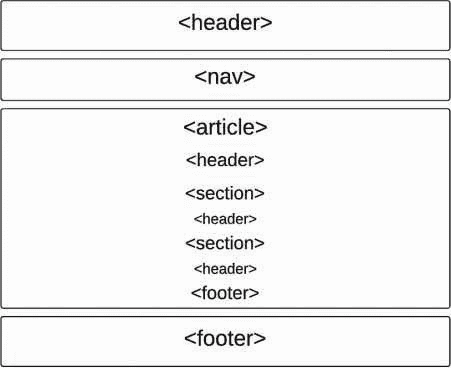 <header>
<nav>
<article>
<header>
<section>
<header>
<section>
<header>
<footer>
<footer>